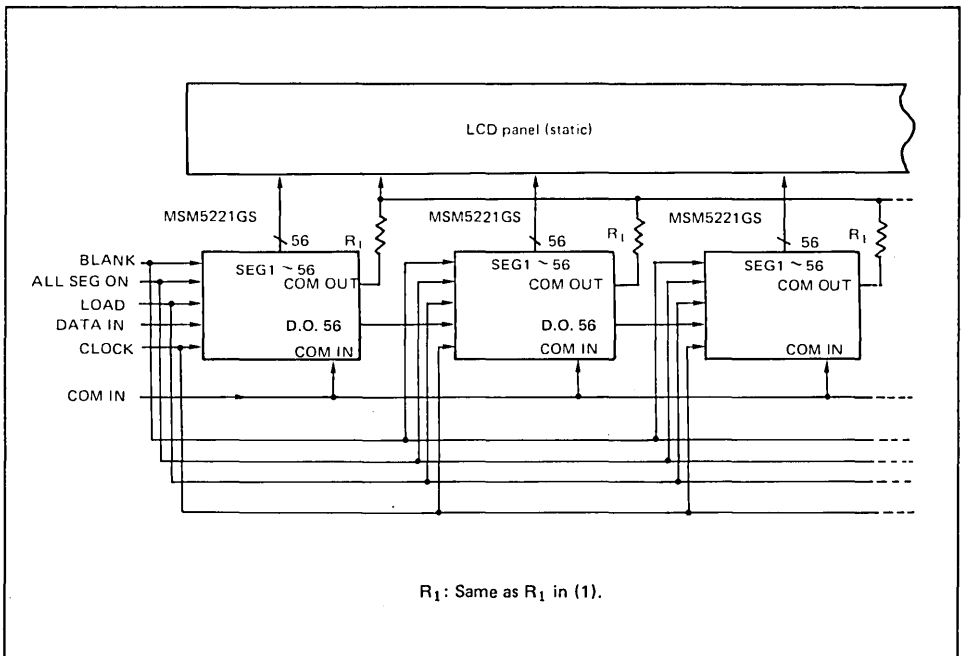 LCD panel (static)
MSM5221GS
56
R1
MSM5221GS
56
R1
MSM5221GS
56
R1
BLANK
ALL SEG ON
LOAD
DATA IN
CLOCK
COM IN
SEG1 ~ 56
COM OUT
D.O. 56
COM IN
SEG1 ~ 56
COM OUT
D.O. 56
COM IN
SEG1 ~ 56
COM OUT
COM IN
R1: Same as R1 in (1).